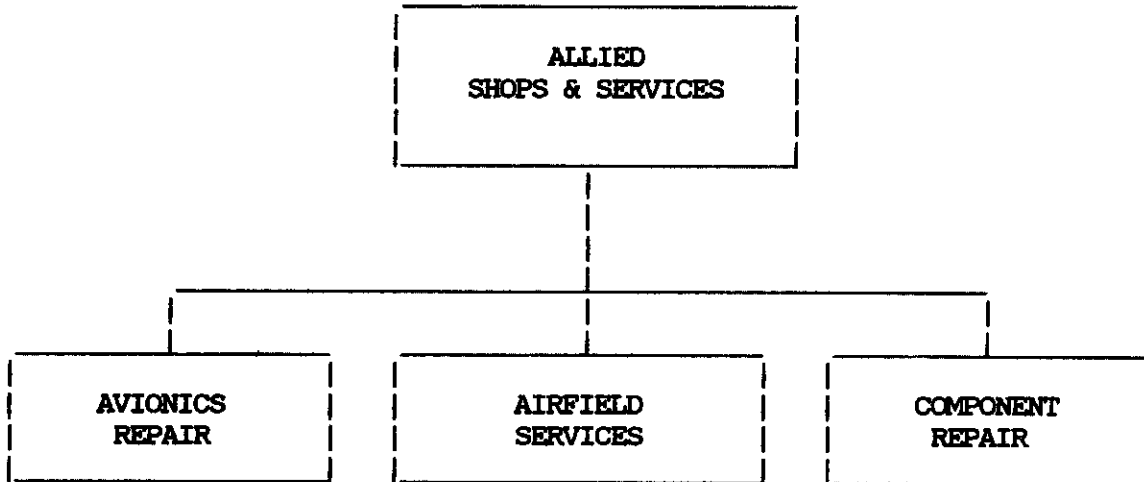 ALLIED
SHOPS & SERVICES
AVIONICS
REPAIR
AIRFIELD
SERVICES
COMPONENT
REPAIR